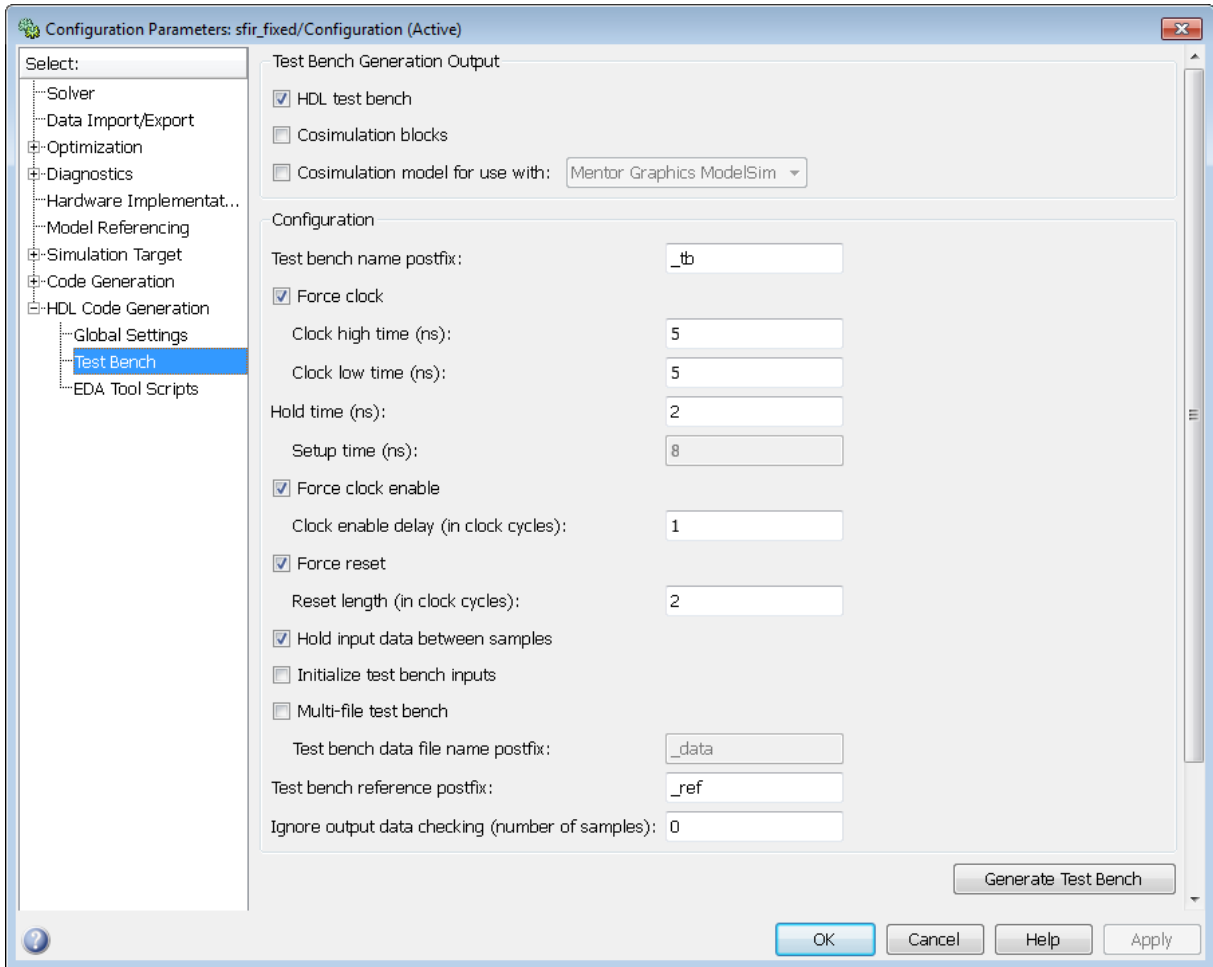 Configuration Parameters: sfir_fixed/Configuration (Active)
Select:
Solver
Data Import/Export
Optimization
Diagnostics
Hardware Implementat...
Model Referencing
Simulation Target
Code Generation
HDL Code Generation
Global Settings
Test Bench
EDA Tool Scripts
Test Bench Generation Output
HDL test bench
Cosimulation blocks
Cosimulation model for use with: Mentor Graphics ModelSim
Configuration
Test bench name postfix: _tb
Force clock
Clock high time (ns): 5
Clock low time (ns): 5
Hold time (ns): 2
Setup time (ns): 8
Force clock enable
Clock enable delay (in clock cycles): 1
Force reset
Reset length (in clock cycles): 2
Hold input data between samples
Initialize test bench inputs
Multi-file test bench
Test bench data file name postfix: _data
Test bench reference postfix: _ref
Ignore output data checking (number of samples): 0
Generate Test Bench
OK Cancel Help Apply